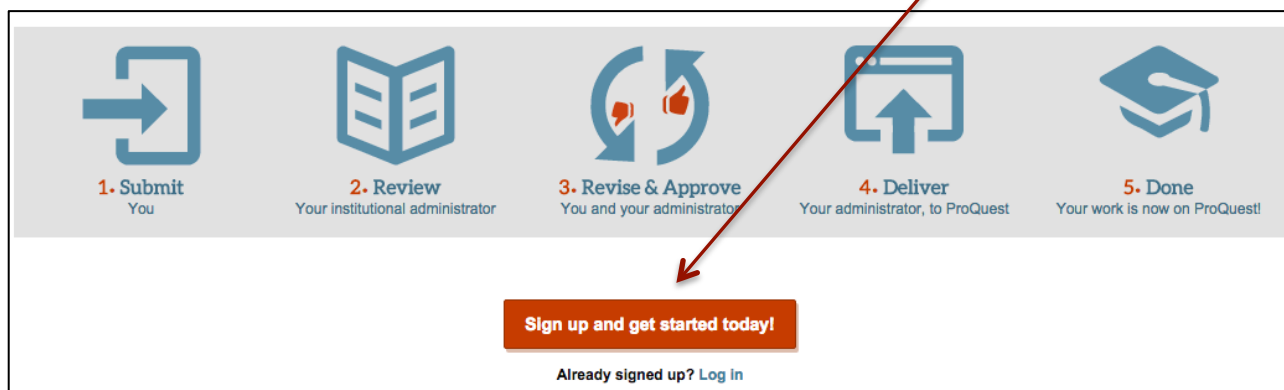 1. Submit
You
2. Review
Your institutional administrator
3. Revise & Approve
You and your administrator
4. Deliver
Your administrator, to ProQuest
5. Done
Your work is now on ProQuest!
Sign up and get started today!
Already signed up? Log in